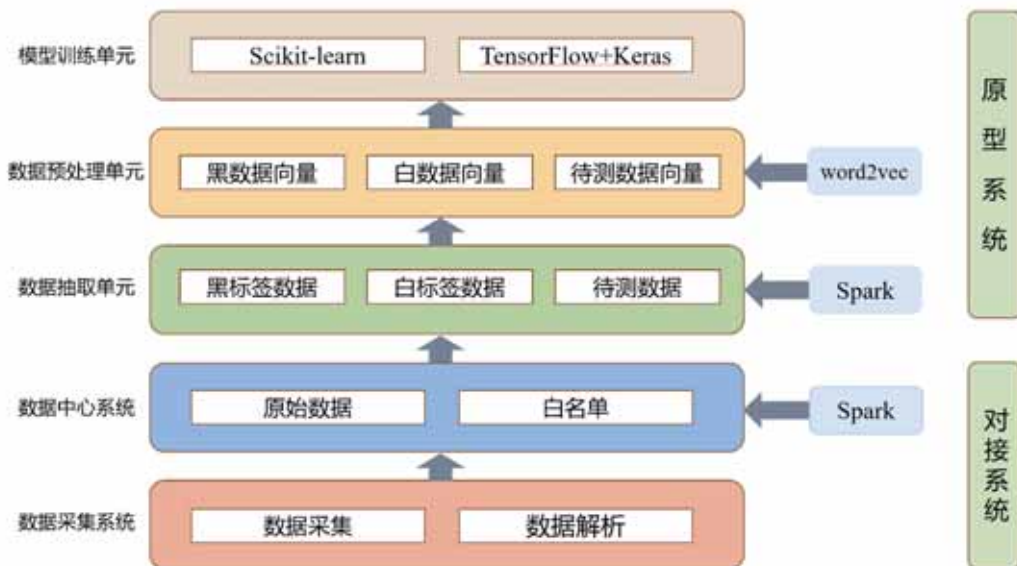 模型训练单元
Scikit-learn
TensorFlow+Keras
数据预处理单元
黑数据向量
白数据向量
待测数据向量
word2vec
数据抽取单元
黑标签数据
白标签数据
待测数据
Spark
原型系统
数据中心系统
原始数据
白名单
Spark
数据采集系统
数据采集
数据解析
对接系统